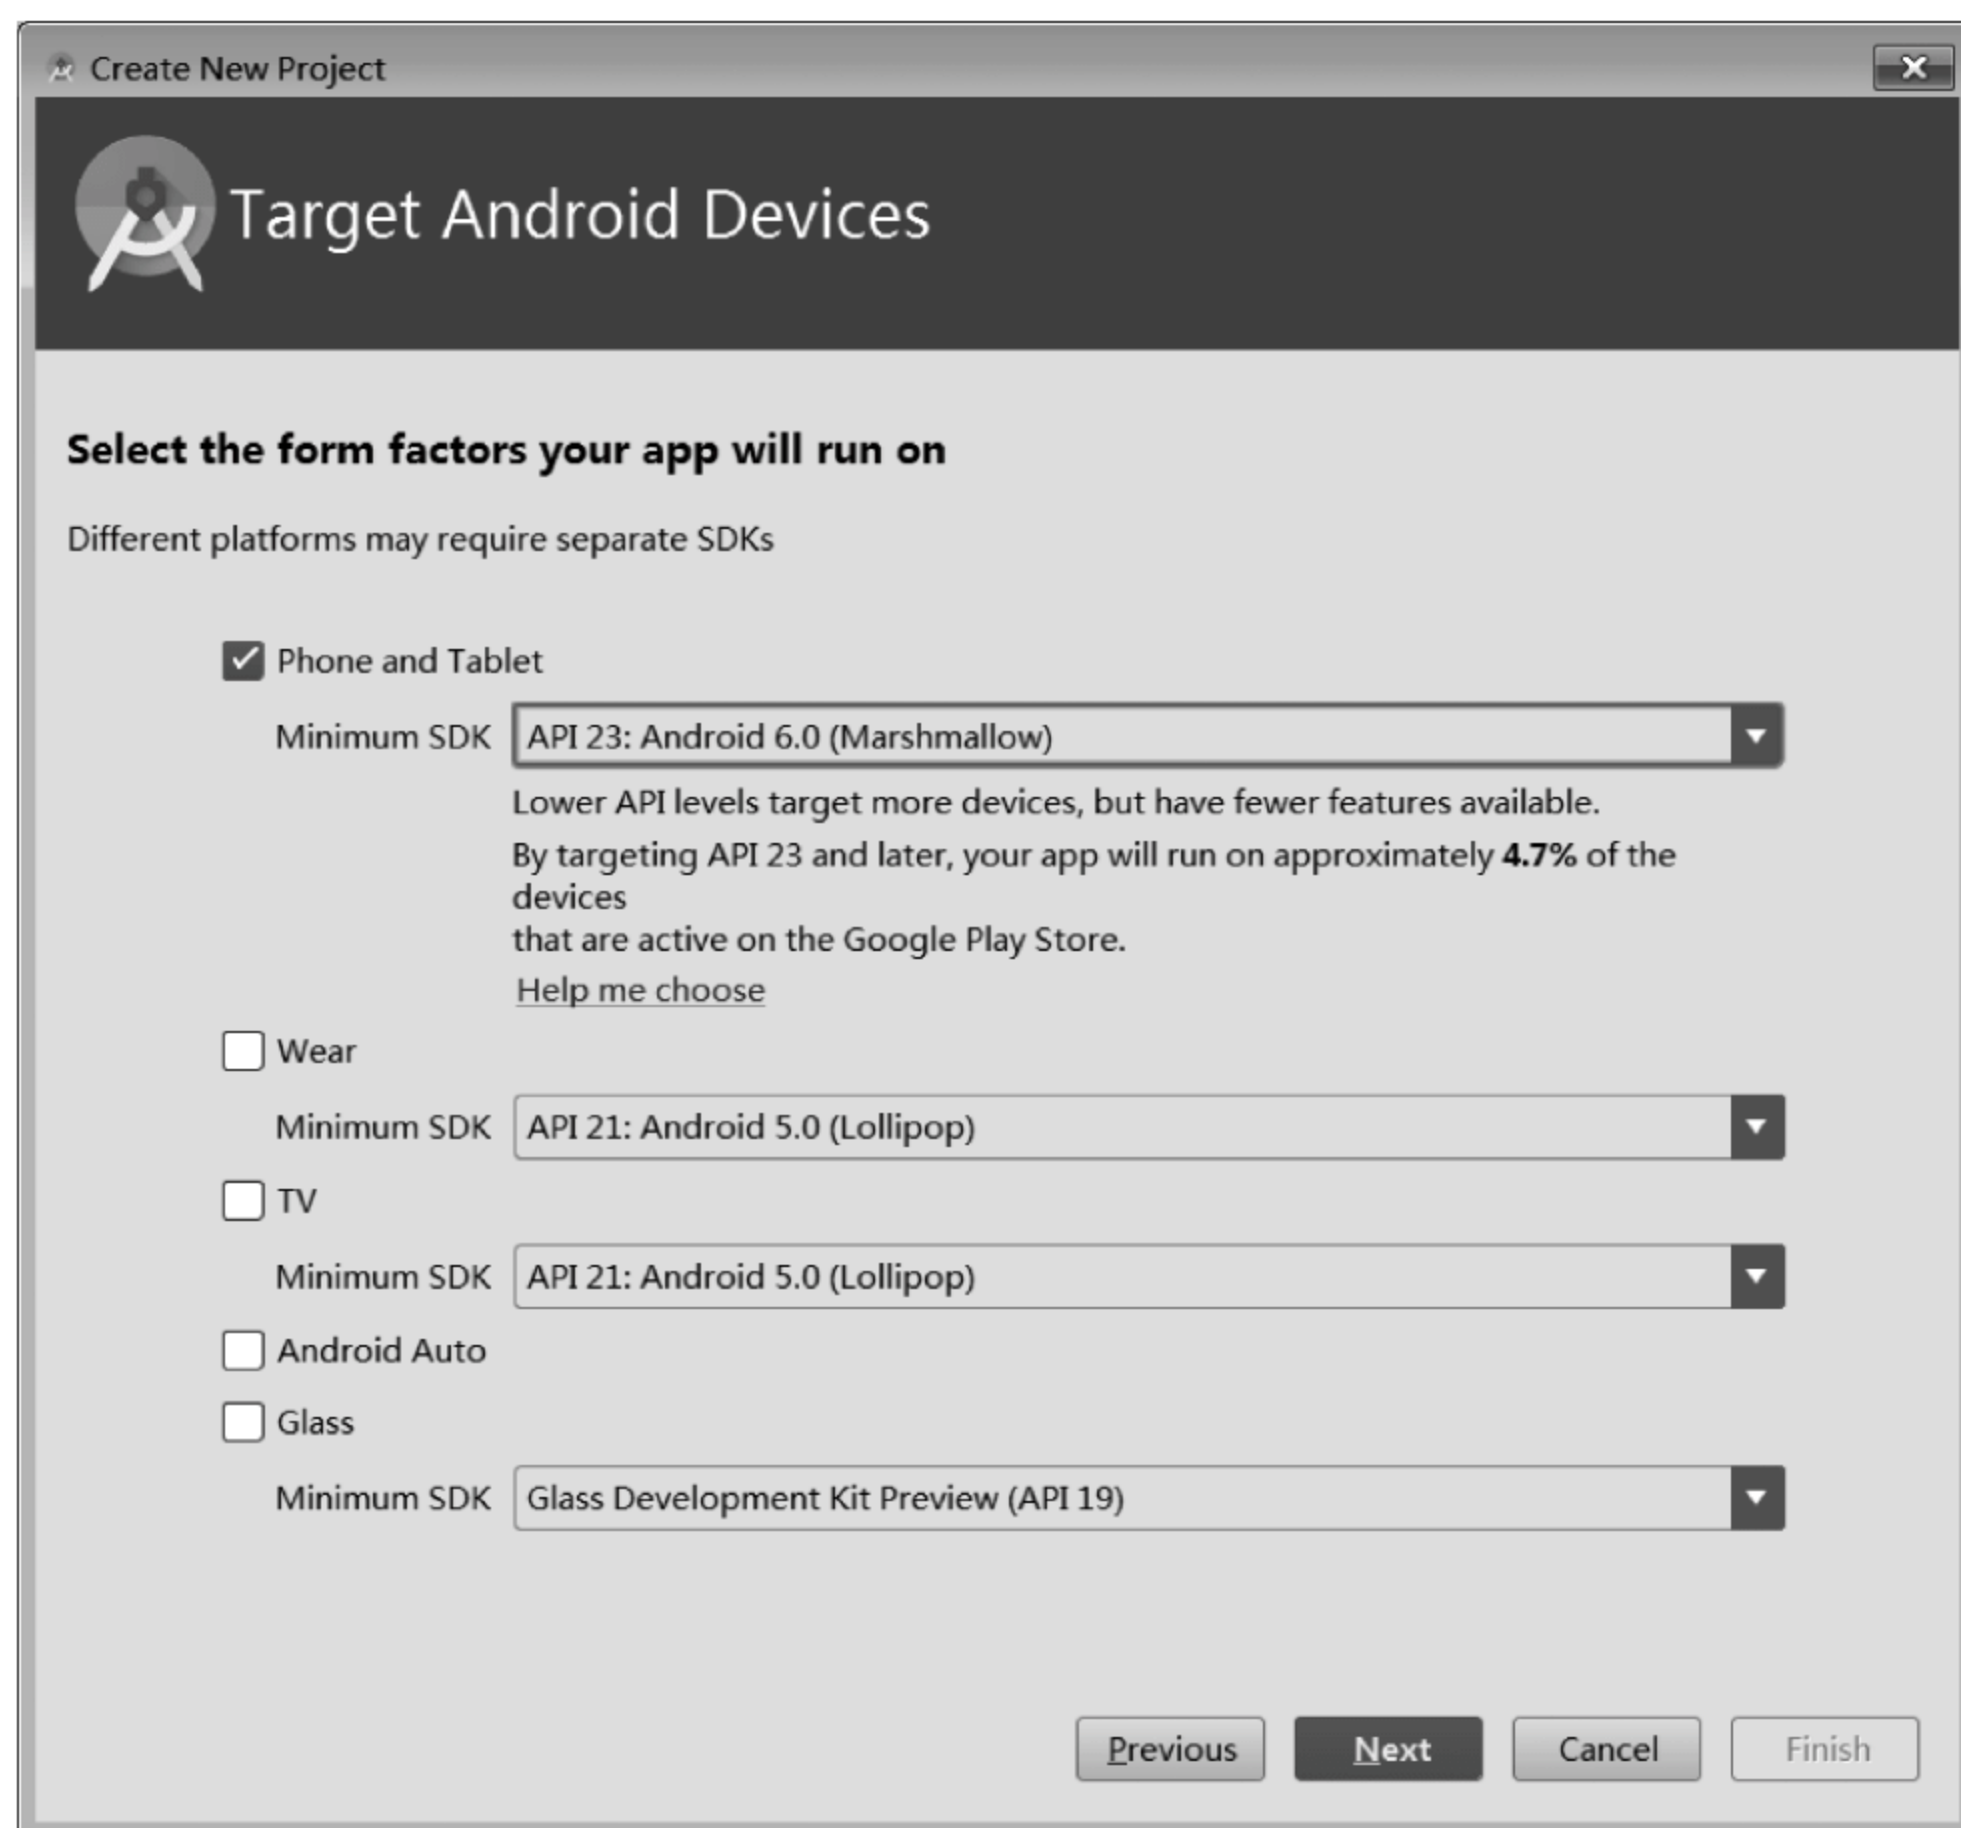 Create New Project
Target Android Devices
Select the form factors your app will run on
Different platforms may require separate SDKs
Phone and Tablet
Minimum SDK API 23: Android 6.0 (Marshmallow)
Lower API levels target more devices, but have fewer features available.
By targeting API 23 and later, your app will run on approximately 4.7% of the
devices
that are active on the Google Play Store.
Help me choose
Wear
Minimum SDK API 21: Android 5.0 (Lollipop)
TV
Minimum SDK API 21: Android 5.0 (Lollipop)
Android Auto
Glass
Minimum SDK Glass Development Kit Preview (API 19)
Previous Next Cancel Finish